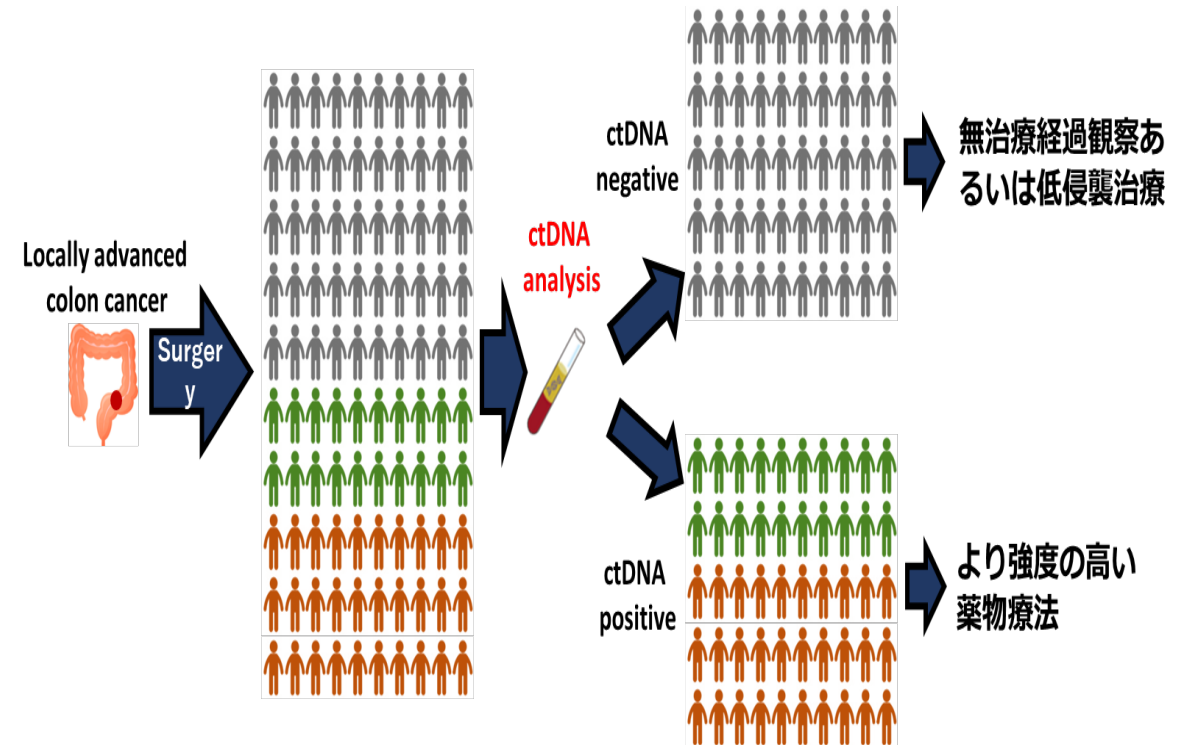 Locally advanced
colon cancer
Surger
y
ctDNA
analysis
ctDNA
negative
無治療経過観察あ
るいは低侵襲治療
ctDNA
positive
より強度の高い
薬物療法